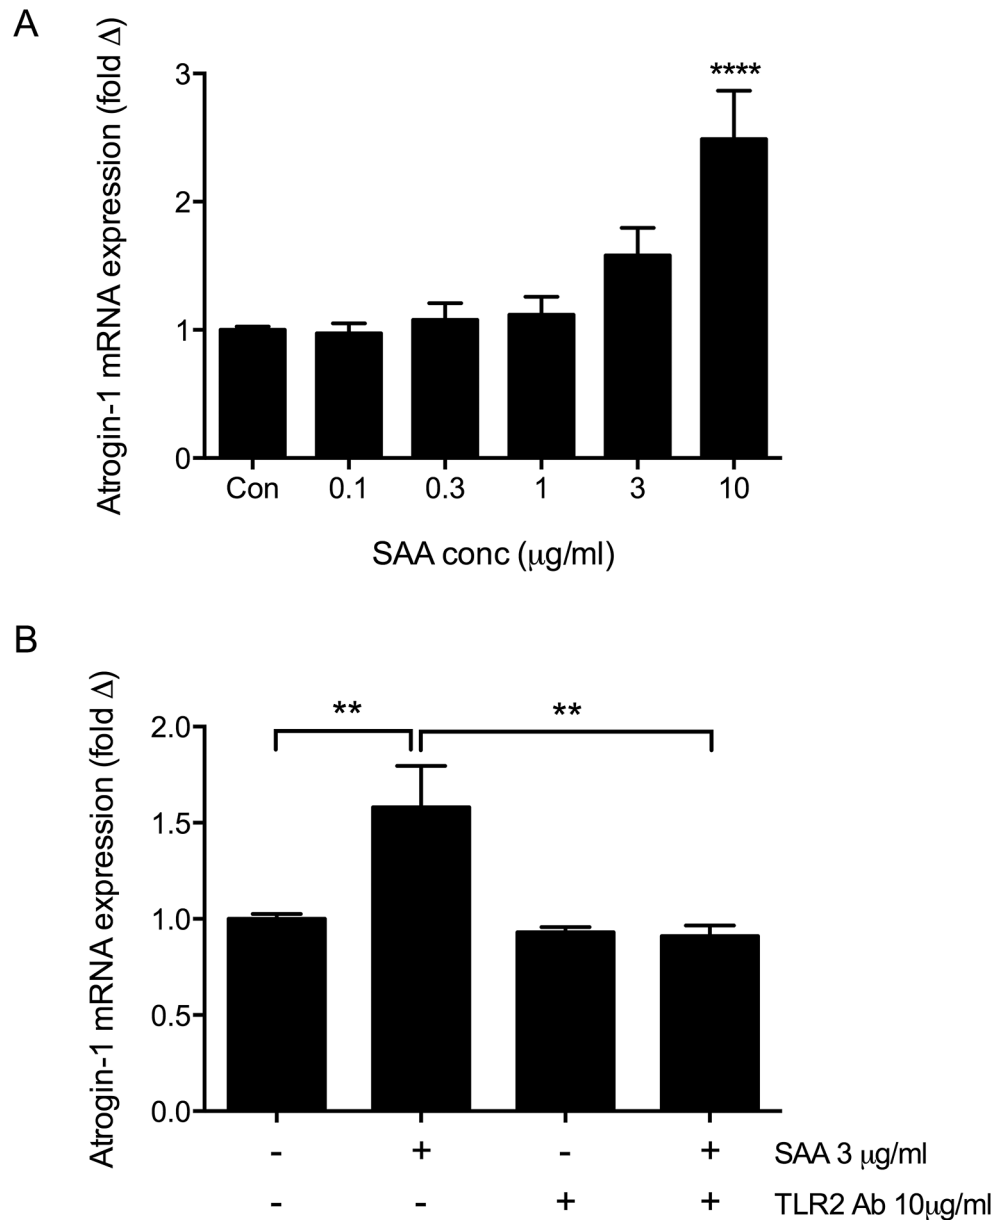 A
Atrogin-1 mRNA expression (fold Δ)
3
2
1
0
****
Con 0.1 0.3 1 3 10
SAA conc (μg/ml)
B
Atrogin-1 mRNA expression (fold Δ)
2.0
1.5
1.0
0.5
0.0
** **
- + - + SAA 3 μg/ml
- - + + TLR2 Ab 10μg/ml